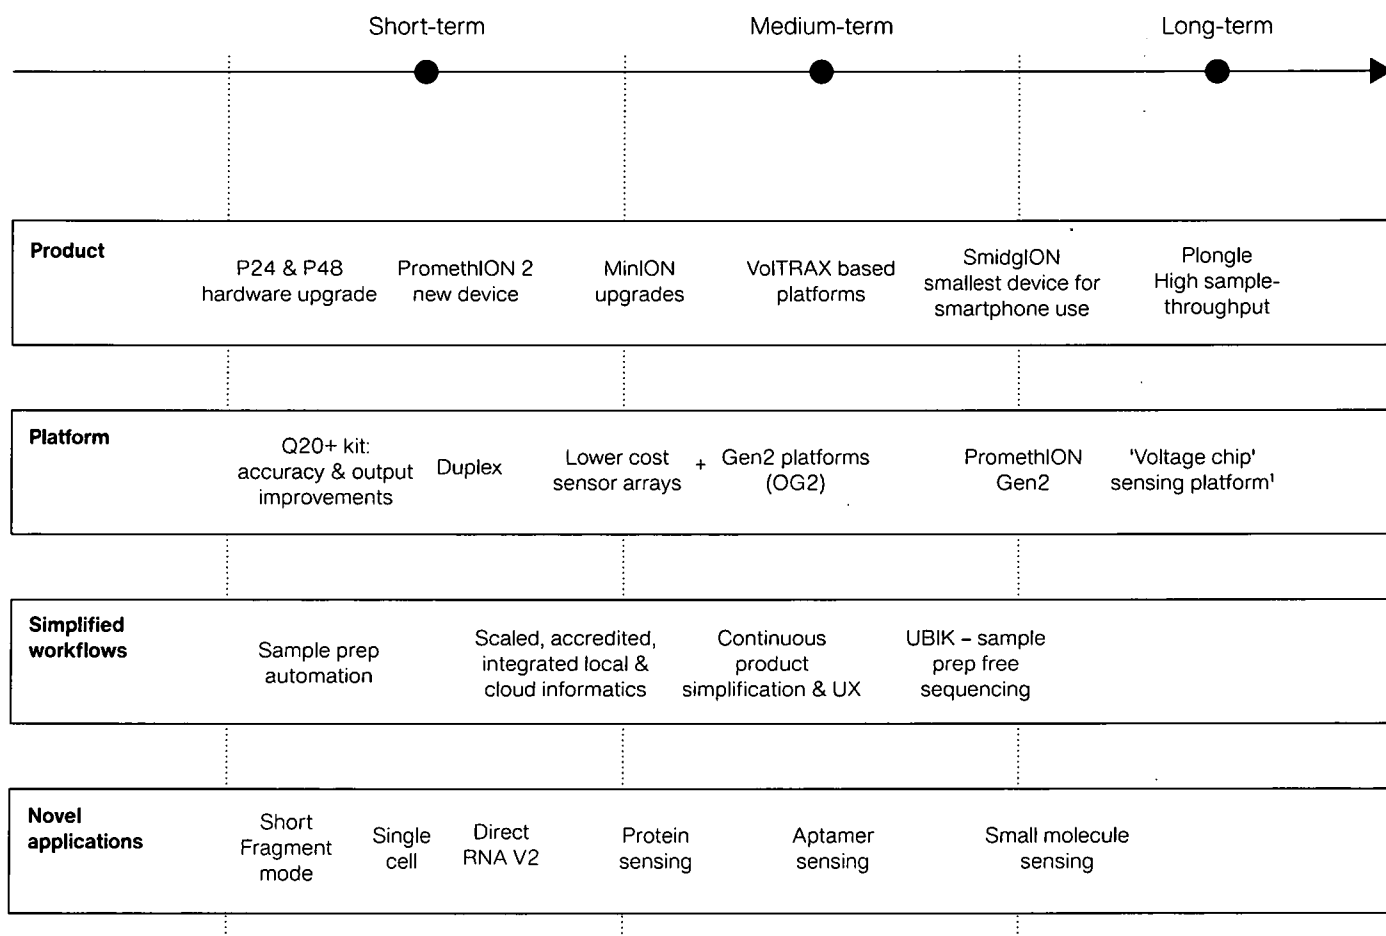 Short-term
Medium-term
Long-term
Product
P24 & P48
hardware upgrade
PromethION 2
new device
MinION
upgrades
VolTRAX based
platforms
SmidgION
smallest device for
smartphone use
Plongle
High sample-
throughput
Platform
Q20+ kit:
accuracy & output
improvements
Duplex
Lower cost
sensor arrays
+
Gen2 platforms
(OG2)
PromethION
Gen2
'Voltage chip'
sensing platform¹
Simplified
workflows
Sample prep
automation
Scaled, accredited,
integrated local &
cloud informatics
Continuous
product
simplification & UX
UBIK – sample
prep free
sequencing
Novel
applications
Short
Fragment
mode
Single
cell
Direct
RNA V2
Protein
sensing
Aptamer
sensing
Small molecule
sensing